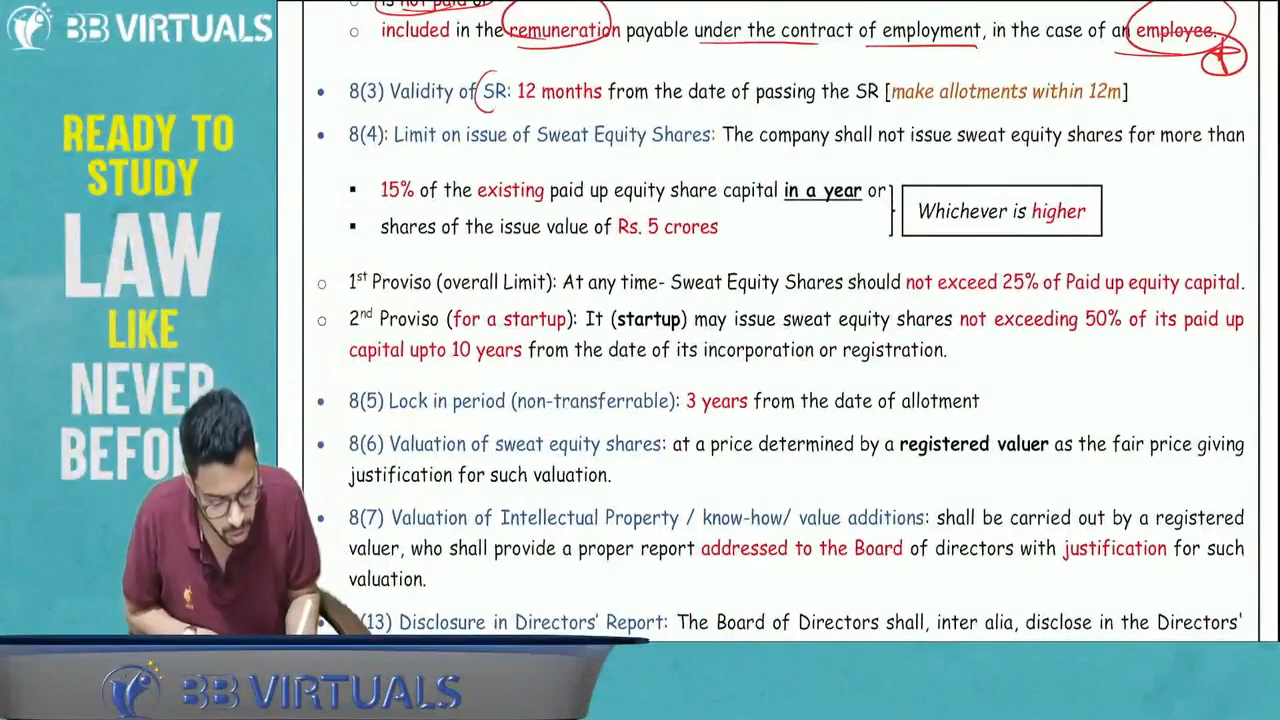 BB VIRTUALS
READY TO
STUDY
LAW
LIKE
NEVER
is not paid or
○ included in the remuneration payable under the contract of employment, in the case of an employee.
• 8(3) Validity of SR: 12 months from the date of passing the SR [make allotments within 12m]
• 8(4): Limit on issue of Sweat Equity Shares: The company shall not issue sweat equity shares for more than
▪ 15% of the existing paid up equity share capital in a year or
▪ shares of the issue value of Rs. 5 crores
Whichever is higher
○ 1st Proviso (overall Limit): At any time- Sweat Equity Shares should not exceed 25% of Paid up equity capital.
○ 2nd Proviso (for a startup): It (startup) may issue sweat equity shares not exceeding 50% of its paid up
capital upto 10 years from the date of its incorporation or registration.
• 8(5) Lock in period (non-transferrable): 3 years from the date of allotment
• 8(6) Valuation of sweat equity shares: at a price determined by a registered valuer as the fair price giving
justification for such valuation.
• 8(7) Valuation of Intellectual Property / know-how/ value additions: shall be carried out by a registered
valuer, who shall provide a proper report addressed to the Board of directors with justification for such
valuation.
(13) Disclosure in Directors' Report: The Board of Directors shall, inter alia, disclose in the Directors'
BB VIRTUALS